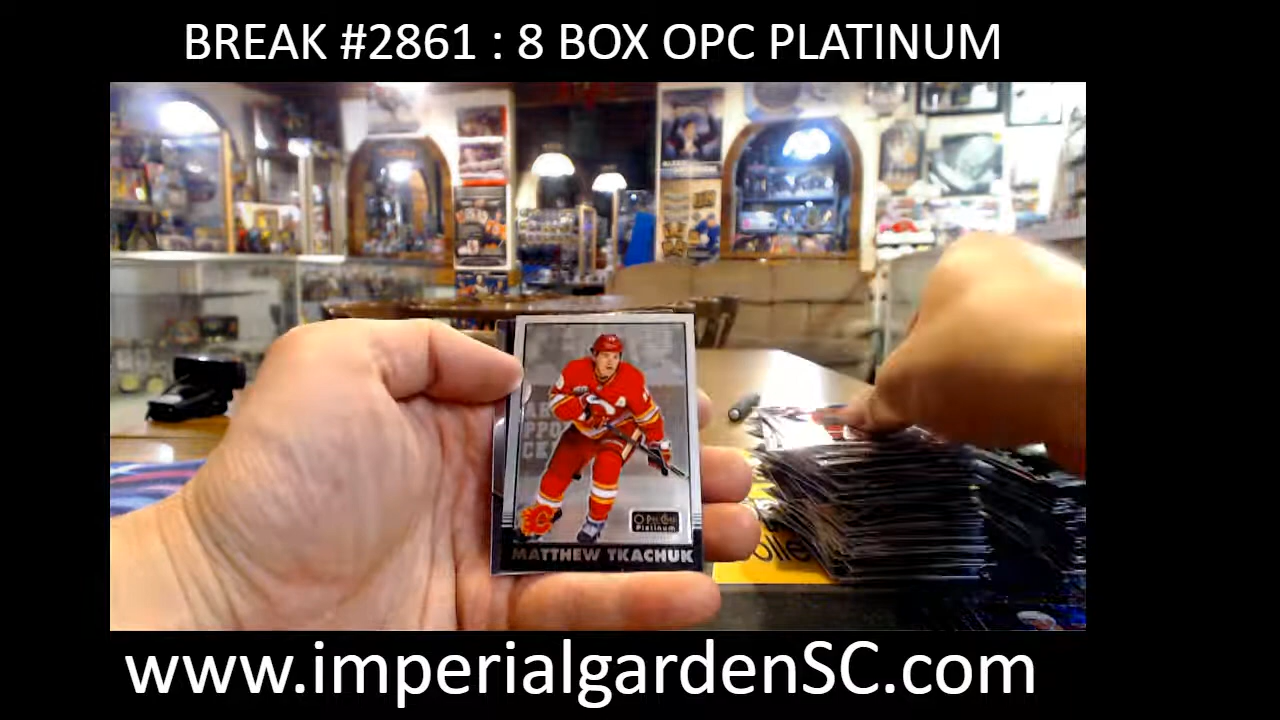 BREAK #2861 : 8 BOX OPC PLATINUM
O-Pee-Chee
Platinum
MATTHEW TKACHUK
www.imperialgardenSC.com